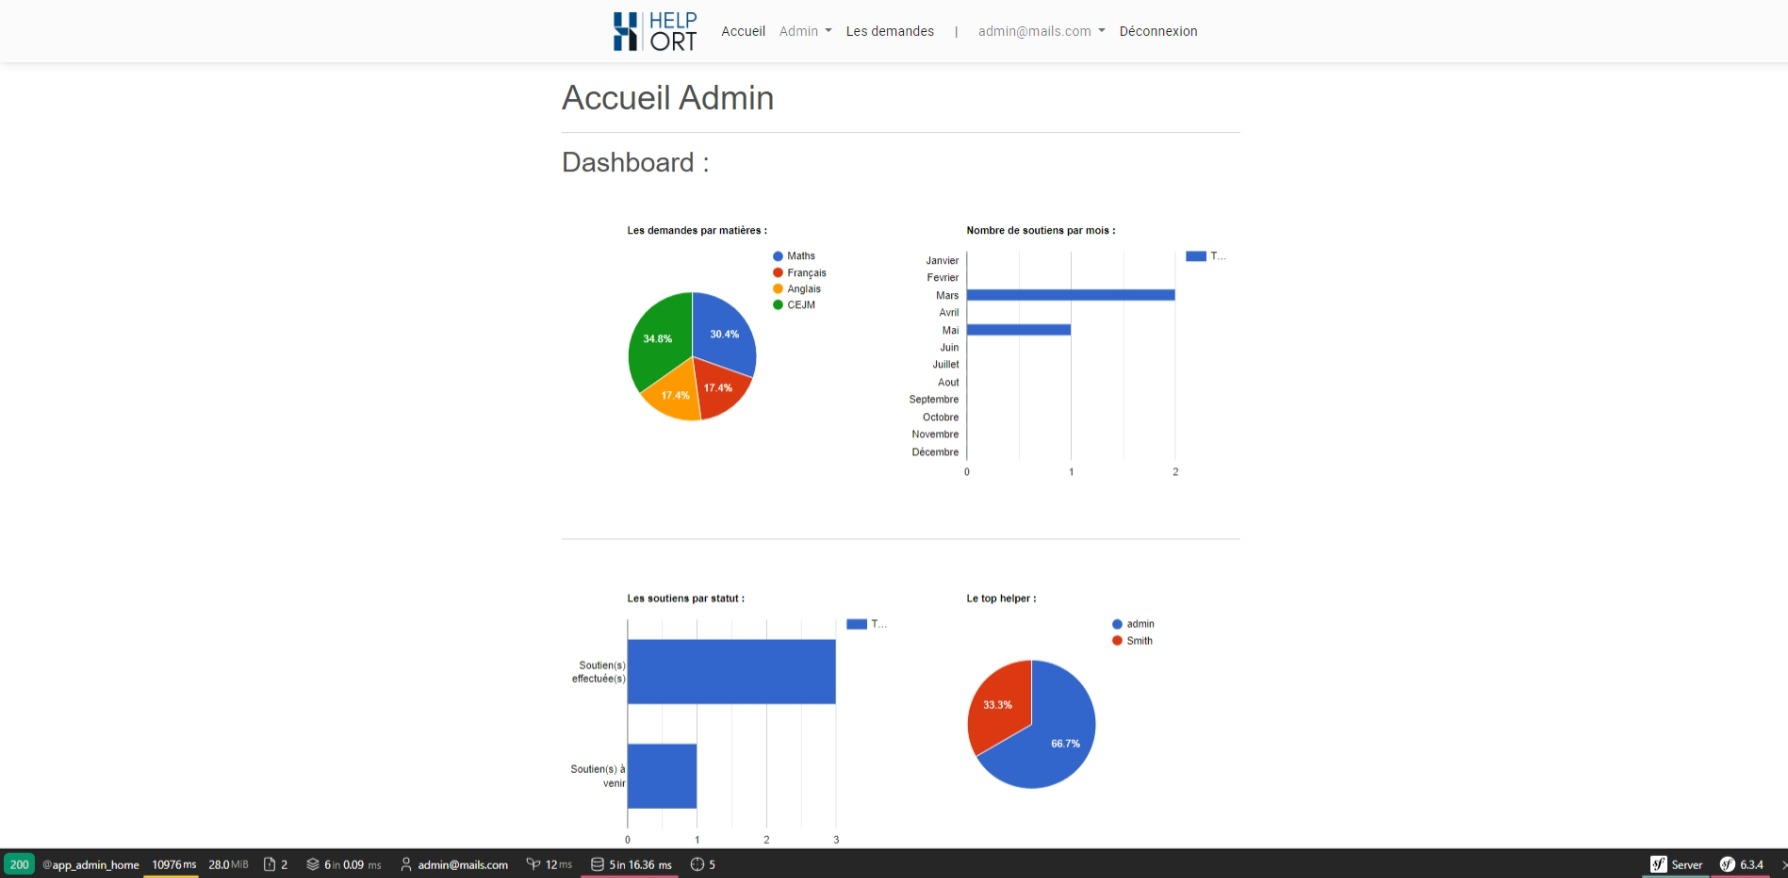 HELP
ORT
Accueil Admin Les demandes | admin@mails.com Déconnexion
Accueil Admin
Dashboard :
Les demandes par matières :
Maths
Français
Anglais
CEJM
34.8%
30.4%
17.4%
17.4%
Nombre de soutiens par mois :
T...
Janvier
Fevrier
Mars
Avril
Mai
Juin
Juillet
Aout
Septembre
Octobre
Novembre
Décembre
0 1 2
Les soutiens par statut :
T...
Soutien(s)
effectuée(s)
Soutien(s) à
venir
0 1 2 3
Le top helper :
admin
Smith
33.3%
66.7%
200 @app_admin_home 10976 ms 28.0 MiB 2 6 in 0.09 ms admin@mails.com 12 ms 5 in 16.36 ms 5 sf Server sf 6.3.4